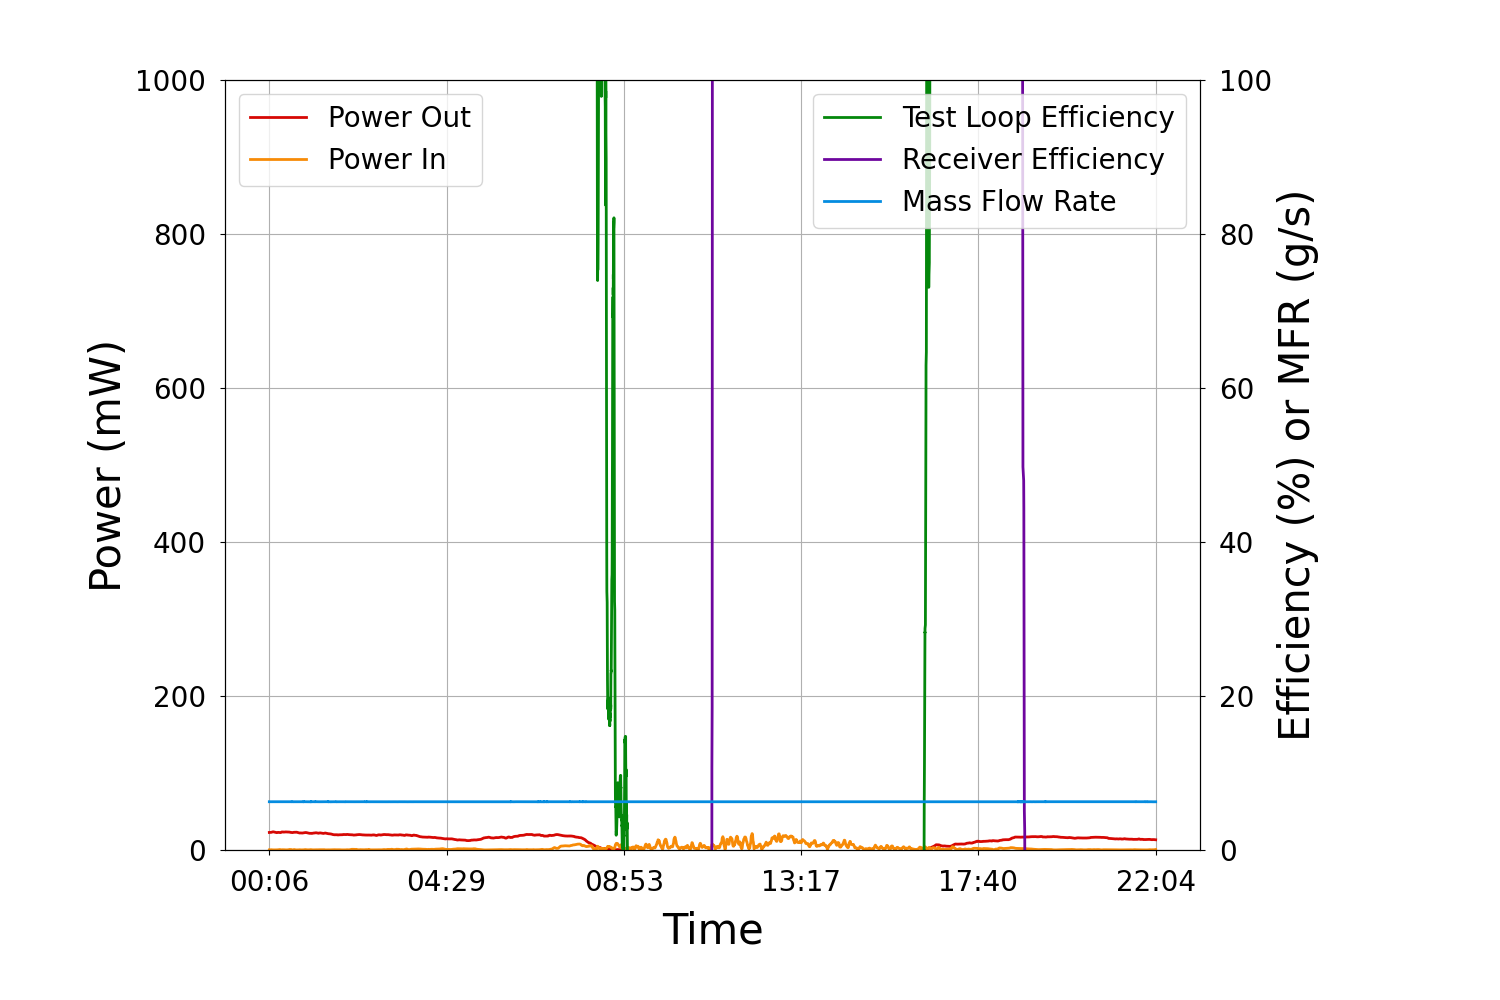 1000
800
600
400
200
0
Power (mW)
Power Out
Power In
Test Loop Efficiency
Receiver Efficiency
Mass Flow Rate
100
80
60
40
20
0
Efficiency (%) or MFR (g/s)
00:06 04:29 08:53 13:17 17:40 22:04
Time